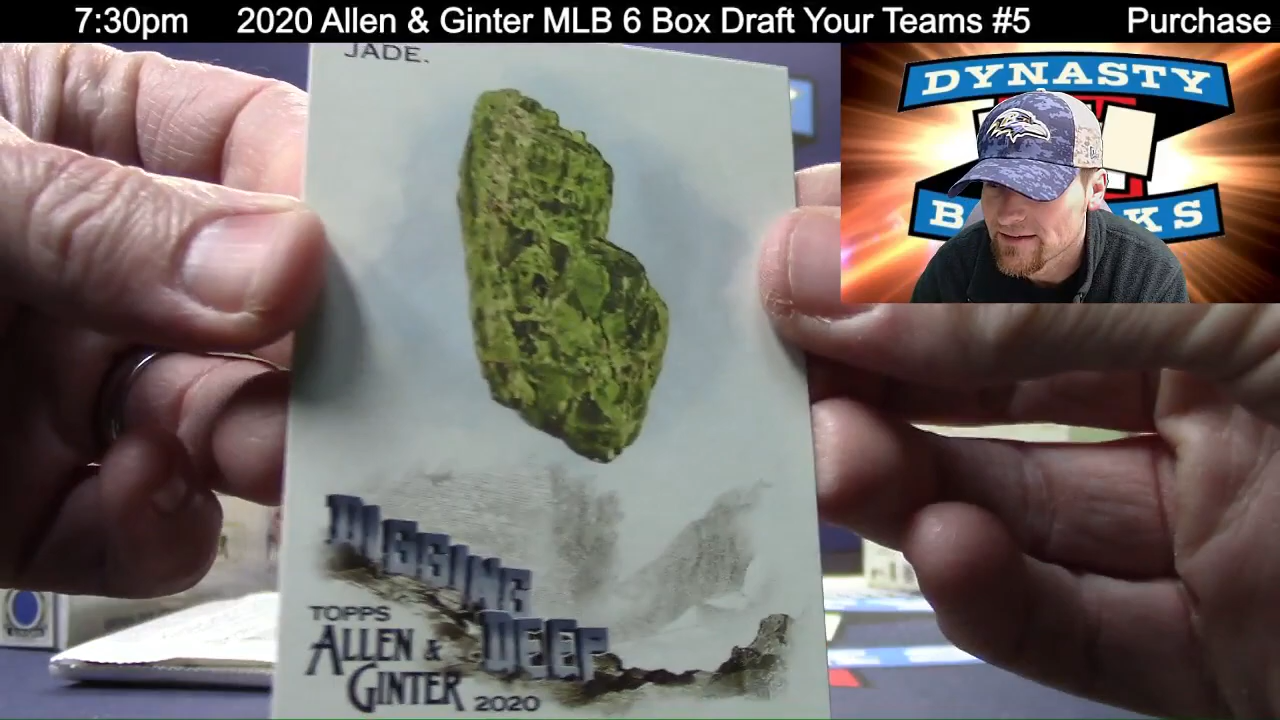 7:30pm 2020 Allen & Ginter MLB 6 Box Draft Your Teams #5 Purchase
JADE.
DYNASTY
DIGGING
DEEP
TOPPS
ALLEN &
GINTER 2020